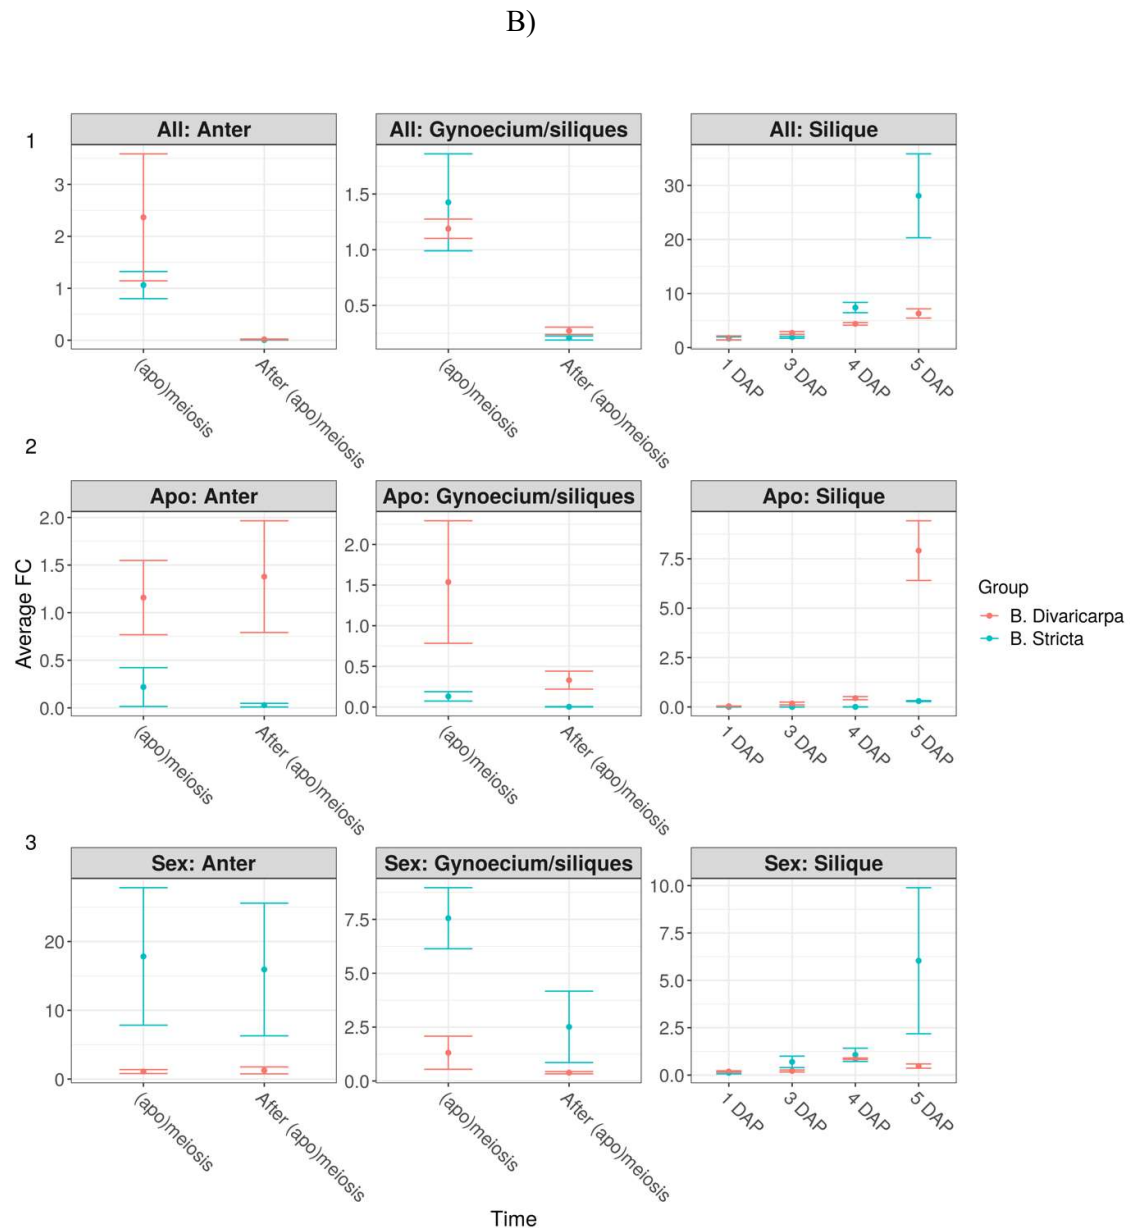 B)
1
All: Anter
All: Gynoecium/siliques
All: Silique
3
2
1
0
1.5
1.0
0.5
30
20
10
0
(apo)meiosis
After (apo)meiosis
(apo)meiosis
After (apo)meiosis
1 DAP
3 DAP
4 DAP
5 DAP
2
Apo: Anter
Apo: Gynoecium/siliques
Apo: Silique
2.0
1.5
1.0
0.5
0.0
2.0
1.5
1.0
0.5
0.0
7.5
5.0
2.5
0.0
(apo)meiosis
After (apo)meiosis
(apo)meiosis
After (apo)meiosis
1 DAP
3 DAP
4 DAP
5 DAP
Average FC
Group
B. Divaricarpa
B. Stricta
3
Sex: Anter
Sex: Gynoecium/siliques
Sex: Silique
20
10
0
7.5
5.0
2.5
0.0
10.0
7.5
5.0
2.5
0.0
(apo)meiosis
After (apo)meiosis
(apo)meiosis
After (apo)meiosis
1 DAP
3 DAP
4 DAP
5 DAP
Time